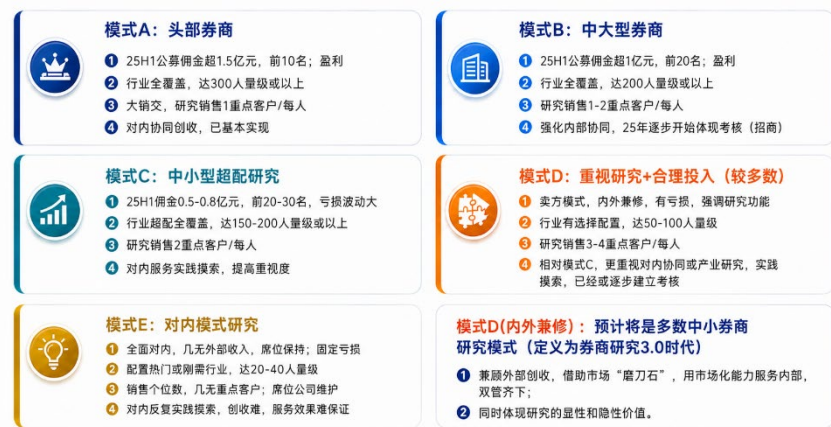 模式A：头部券商
1 25H1公募佣金超1.5亿元，前10名；盈利
2 行业全覆盖，达300人量级或以上
3 大销交，研究销售1重点客户/每人
4 对内协同创收，已基本实现
模式B：中大型券商
1 25H1公募佣金超1亿元，前20名；盈利
2 行业全覆盖，达200人量级或以上
3 研究销售1-2重点客户/每人
4 强化内部协同，25年逐步开始体现考核（招商）
模式C：中小型超配研究
1 25H1佣金0.5-0.8亿元，前20-30名，亏损波动大
2 行业超配全覆盖，达150-200人量级或以上
3 研究销售2重点客户/每人
4 对内服务实践摸索，提高重视度
模式D：重视研究+合理投入（较多数）
1 卖方模式，内外兼修，有亏损，强调研究功能
2 行业有选择配置，达50-100人量级
3 研究销售3-4重点客户/每人
4 相对模式C，更重视对内协同或产业研究，实践
摸索，已经或逐步建立考核
模式E：对内模式研究
1 全面对内，几无外部收入，席位保持；固定亏损
2 配置热门或刚需行业，达20-40人量级
3 销售个位数，几无重点客户；席位公司维护
4 对内反复实践摸索，创收难，服务效果难保证
模式D(内外兼修)：预计将是多数中小券商
研究模式（定义为券商研究3.0时代）
1 兼顾外部创收，借助市场“磨刀石”，用市场化能力服务内部，
双管齐下；
2 同时体现研究的显性和隐性价值。